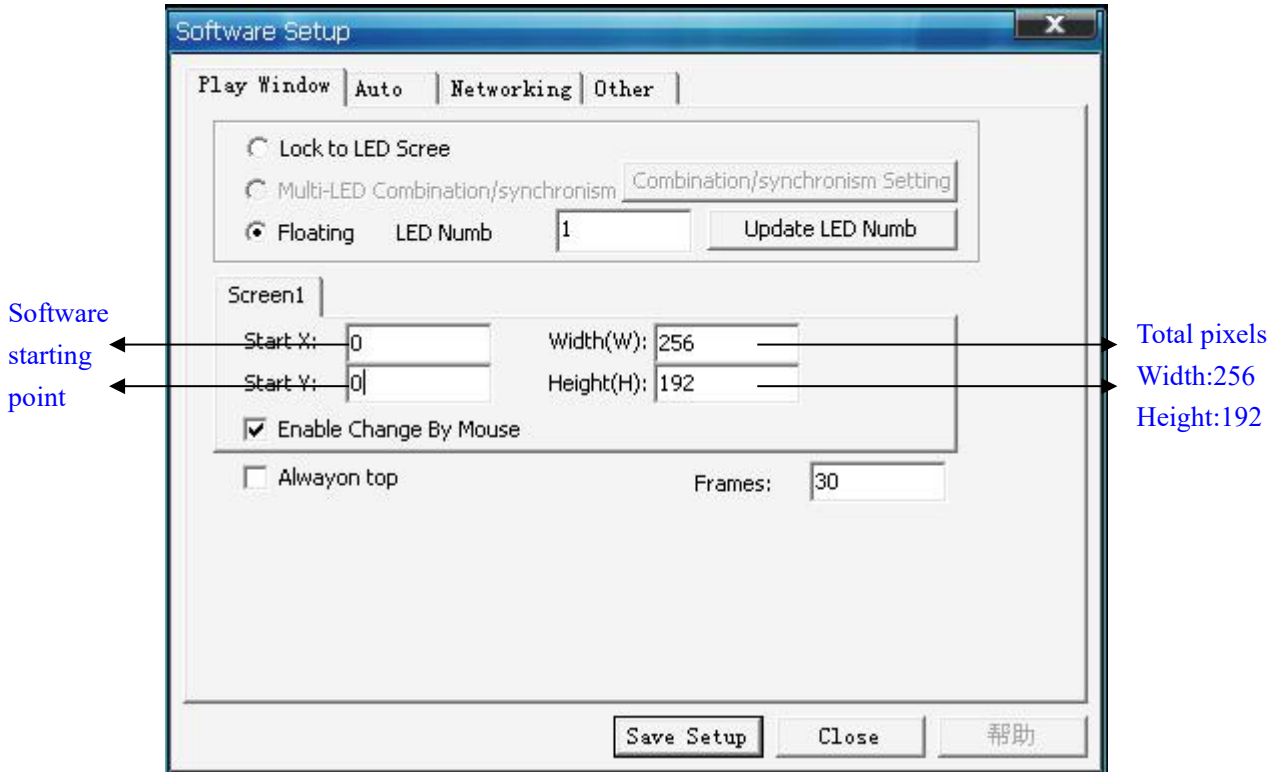 Software Setup
X
Play Window Auto Networking Other
Lock to LED Scree
Multi-LED Combination/synchronism Combination/synchronism Setting
Floating LED Numb 1 Update LED Numb
Screen1
Software
starting
point
Start X: 0 Width(W): 256
Start Y: 0 Height(H): 192
Total pixels
Width:256
Height:192
Enable Change By Mouse
Alwayon top Frames: 30
Save Setup Close 帮助